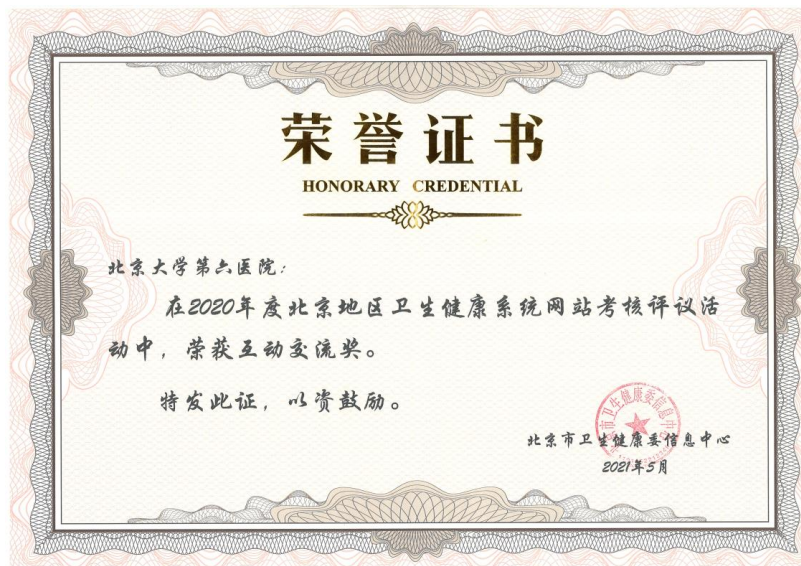 荣誉证书
HONORARY CREDENTIAL
北京大学第六医院：
在2020年度北京地区卫生健康系统网站考核评议活
动中，荣获互动交流奖。
特发此证，以资鼓励。
北京市卫生健康委信息中心
2021年5月